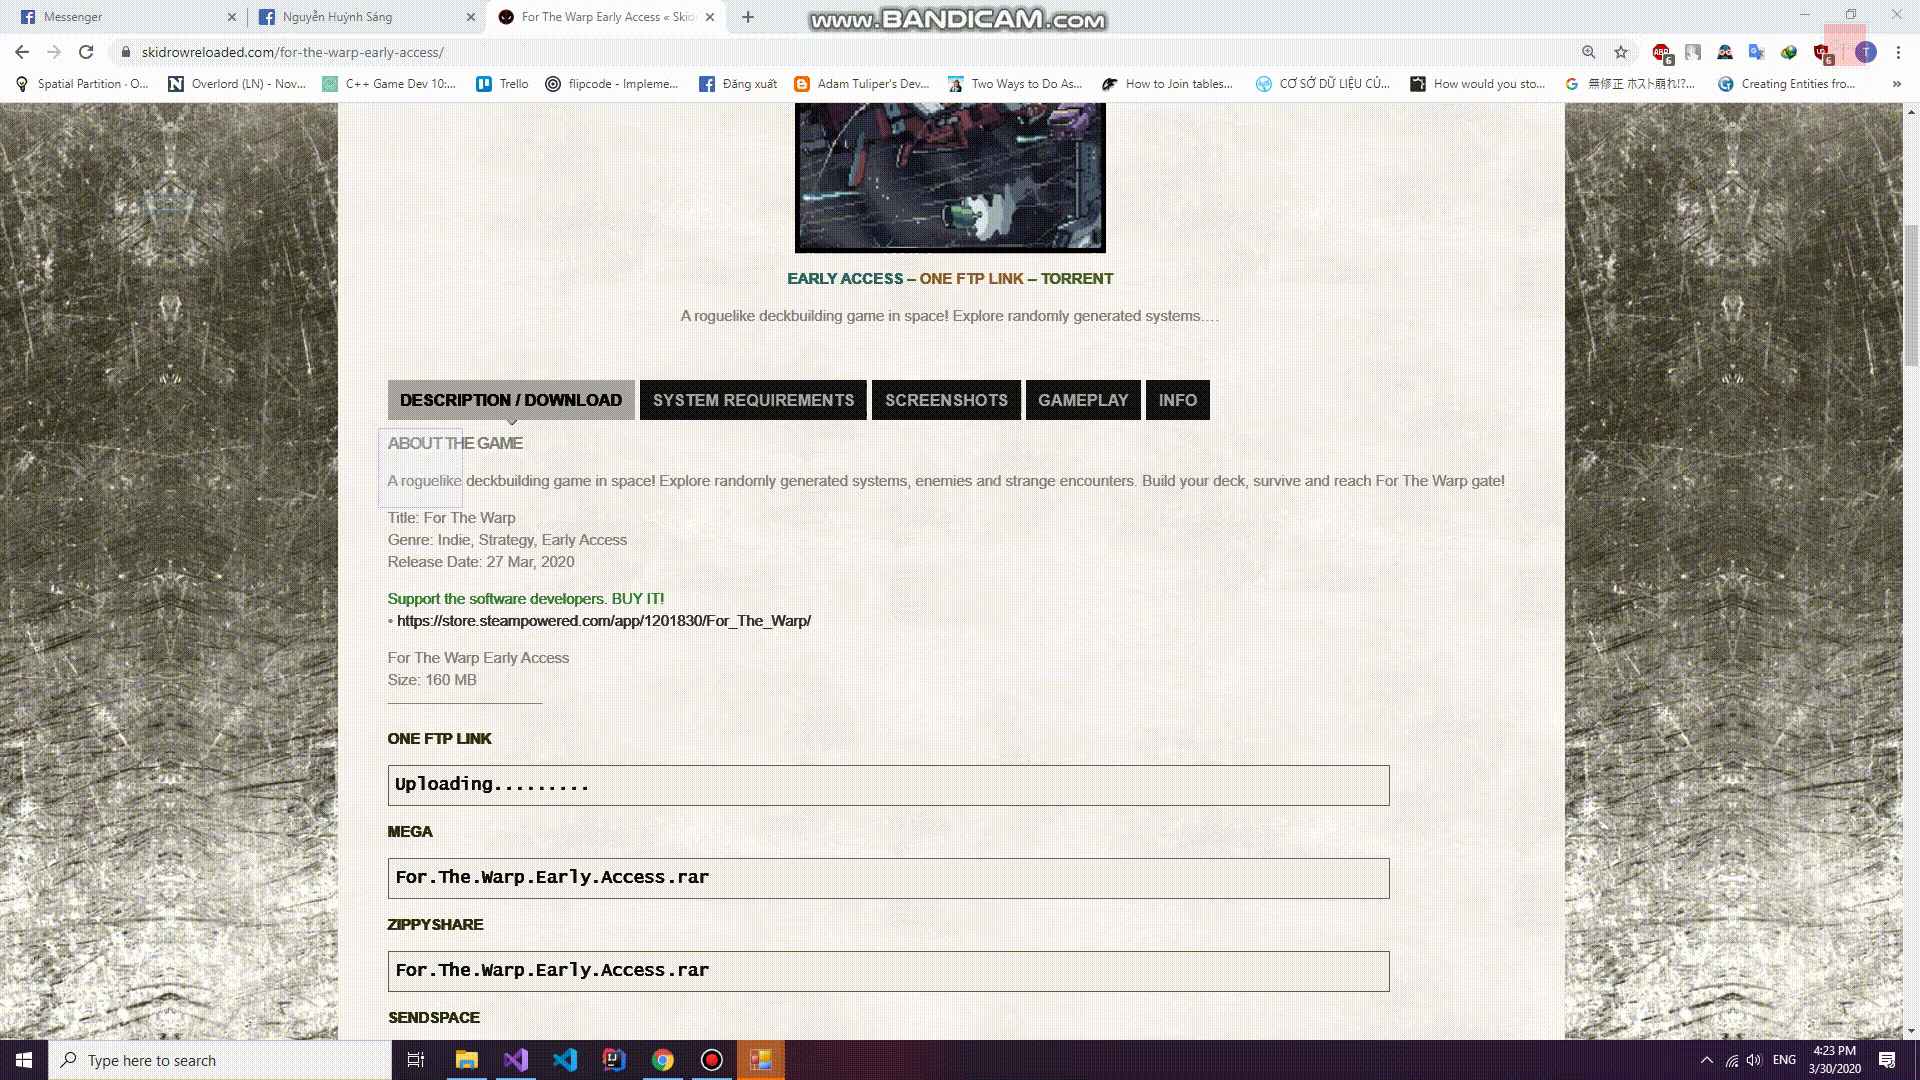 Messenger
Nguyễn Huỳnh Sáng
For The Warp Early Access « Skid
www.BANDICAM.com
skidrowreloaded.com/for-the-warp-early-access/
ABP
6
6
T
Spatial Partition · O...
Overlord (LN) - Nov...
C++ Game Dev 10:...
Trello
flipcode - Impleme...
Đăng xuất
Adam Tuliper's Dev...
Two Ways to Do As...
How to Join tables...
CƠ SỞ DỮ LIỆU CỦ...
How would you sto...
無修正 ホスト崩れ!?...
Creating Entities fro...
»
EARLY ACCESS – ONE FTP LINK – TORRENT
A roguelike deckbuilding game in space! Explore randomly generated systems….
DESCRIPTION / DOWNLOAD
SYSTEM REQUIREMENTS
SCREENSHOTS
GAMEPLAY
INFO
ABOUT THE GAME
A roguelike deckbuilding game in space! Explore randomly generated systems, enemies and strange encounters. Build your deck, survive and reach For The Warp gate!
Title: For The Warp
Genre: Indie, Strategy, Early Access
Release Date: 27 Mar, 2020
Support the software developers. BUY IT!
• https://store.steampowered.com/app/1201830/For_The_Warp/
For The Warp Early Access
Size: 160 MB
ONE FTP LINK
Uploading.........
MEGA
For.The.Warp.Early.Access.rar
ZIPPYSHARE
For.The.Warp.Early.Access.rar
SENDSPACE
Type here to search
ENG
4:23 PM
3/30/2020